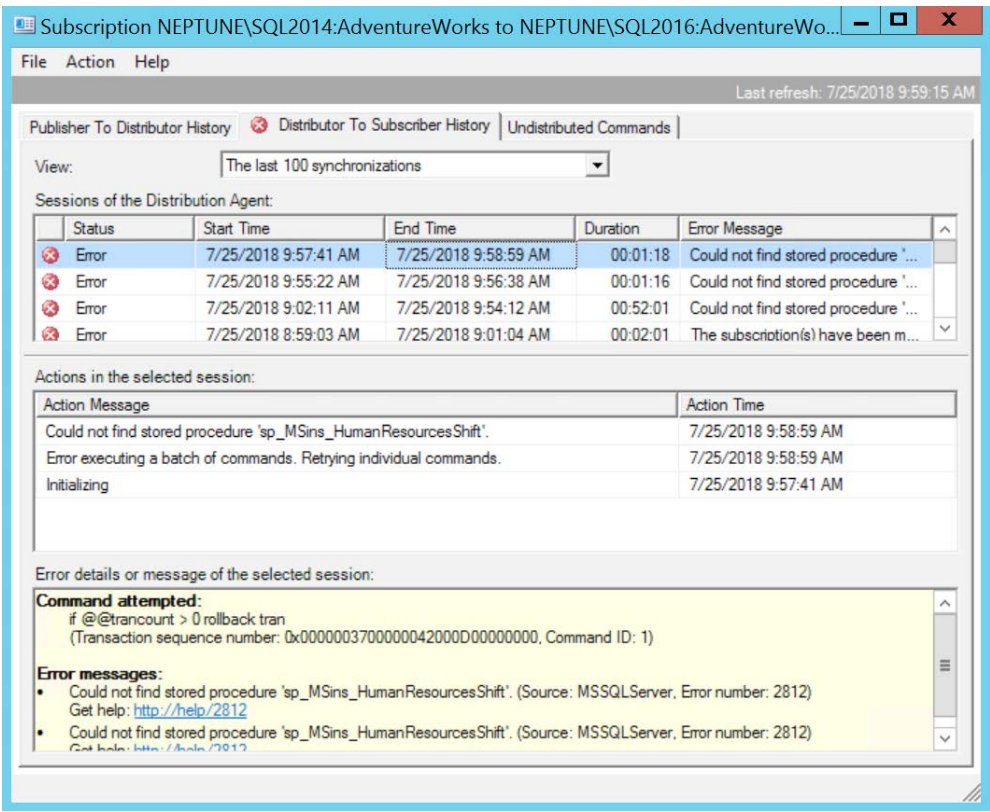 Subscription NEPTUNE\SQL2014:AdventureWorks to NEPTUNE\SQL2016:AdventureWo...
File Action Help
Last refresh: 7/25/2018 9:59:15 AM
Publisher To Distributor History Distributor To Subscriber History Undistributed Commands
View: The last 100 synchronizations
Sessions of the Distribution Agent:
Status Start Time End Time Duration Error Message
Error 7/25/2018 9:57:41 AM 7/25/2018 9:58:59 AM 00:01:18 Could not find stored procedure '...
Error 7/25/2018 9:55:22 AM 7/25/2018 9:56:38 AM 00:01:16 Could not find stored procedure '...
Error 7/25/2018 9:02:11 AM 7/25/2018 9:54:12 AM 00:52:01 Could not find stored procedure '...
Error 7/25/2018 8:59:03 AM 7/25/2018 9:01:04 AM 00:02:01 The subscription(s) have been m...
Actions in the selected session:
Action Message Action Time
Could not find stored procedure 'sp_MSins_HumanResourcesShift'. 7/25/2018 9:58:59 AM
Error executing a batch of commands. Retrying individual commands. 7/25/2018 9:58:59 AM
Initializing 7/25/2018 9:57:41 AM
Error details or message of the selected session:
Command attempted:
if @@trancount > 0 rollback tran
(Transaction sequence number: 0x0000003700000042000D00000000, Command ID: 1)
Error messages:
• Could not find stored procedure 'sp_MSins_HumanResourcesShift'. (Source: MSSQLServer, Error number: 2812)
Get help: http://help/2812
• Could not find stored procedure 'sp_MSins_HumanResourcesShift'. (Source: MSSQLServer, Error number: 2812)
Get help: http://help/2812